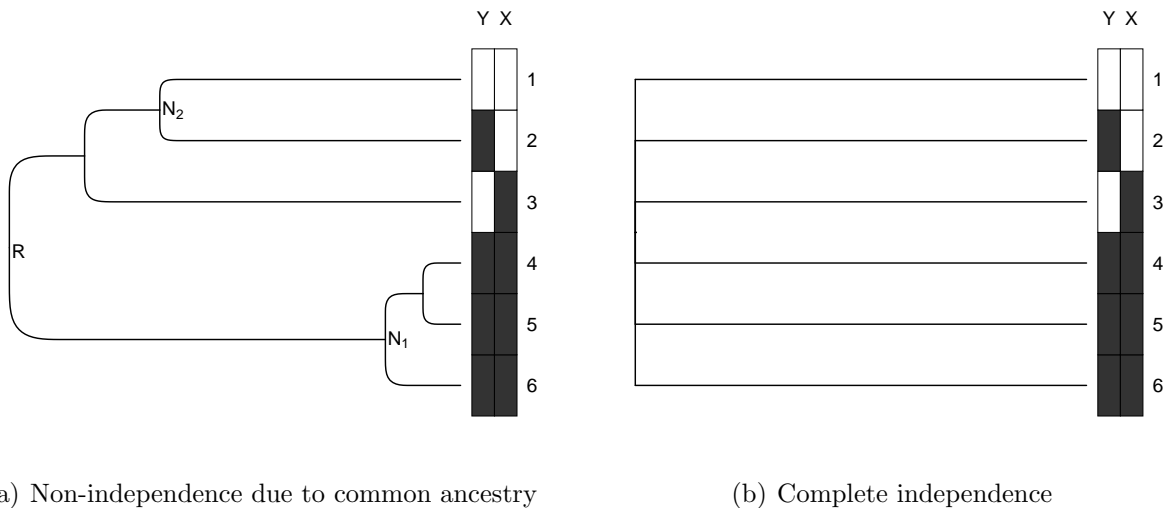 Y X
1
N₂
2
3
R
4
5
N₁
6
Y X
1
2
3
4
5
6
a) Non-independence due to common ancestry
(b) Complete independence